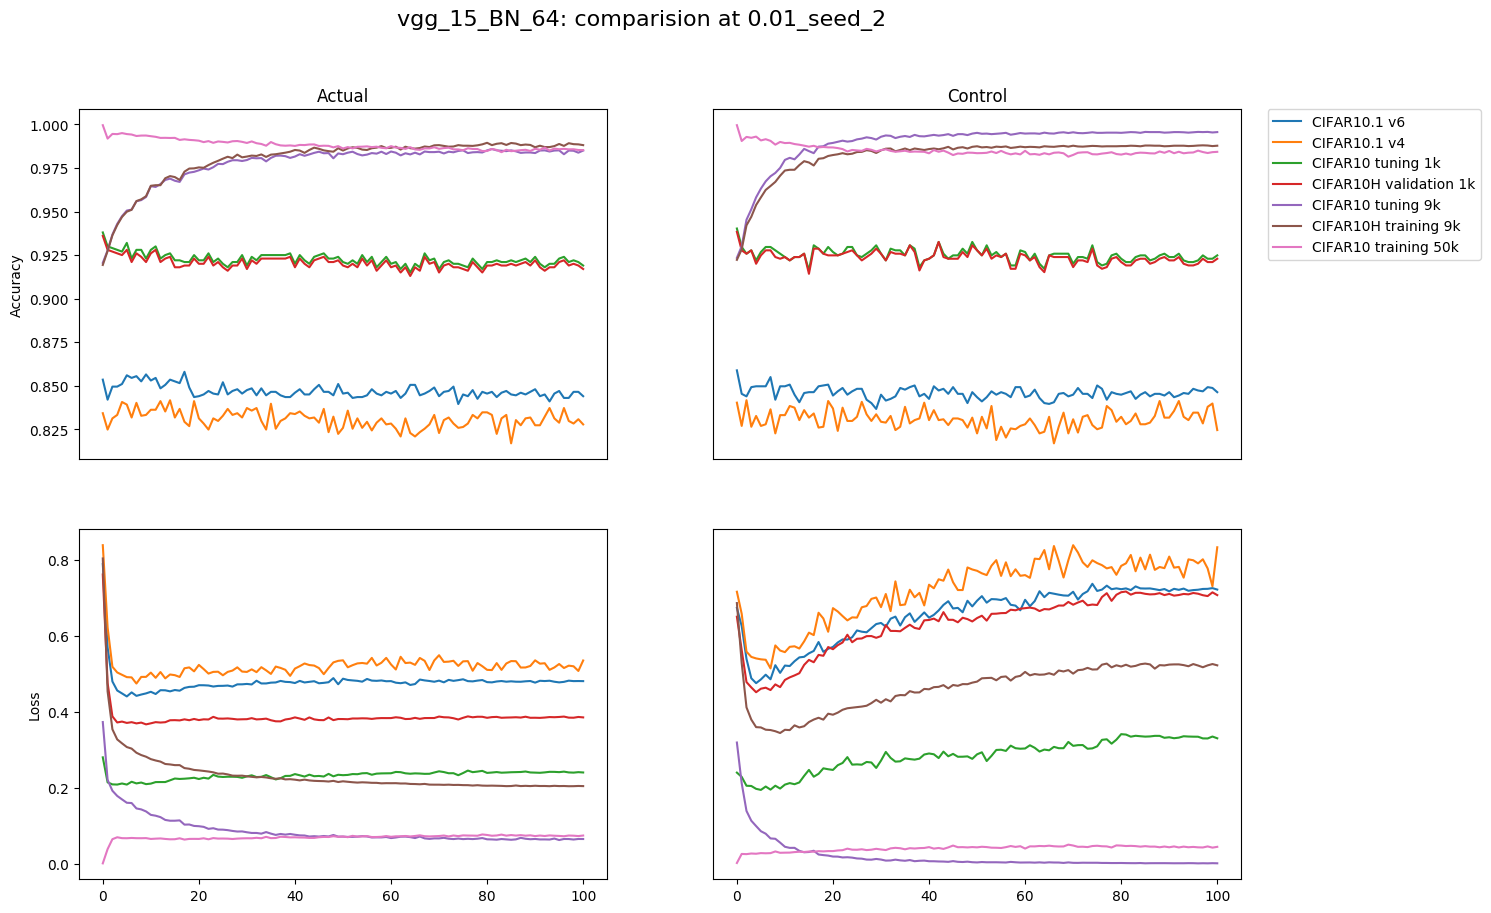 vgg_15_BN_64: comparision at 0.01_seed_2
Actual
Control
Accuracy
1.000
0.975
0.950
0.925
0.900
0.875
0.850
0.825
CIFAR10.1 v6
CIFAR10.1 v4
CIFAR10 tuning 1k
CIFAR10H validation 1k
CIFAR10 tuning 9k
CIFAR10H training 9k
CIFAR10 training 50k
Loss
0.8
0.6
0.4
0.2
0.0
0 20 40 60 80 100
0 20 40 60 80 100